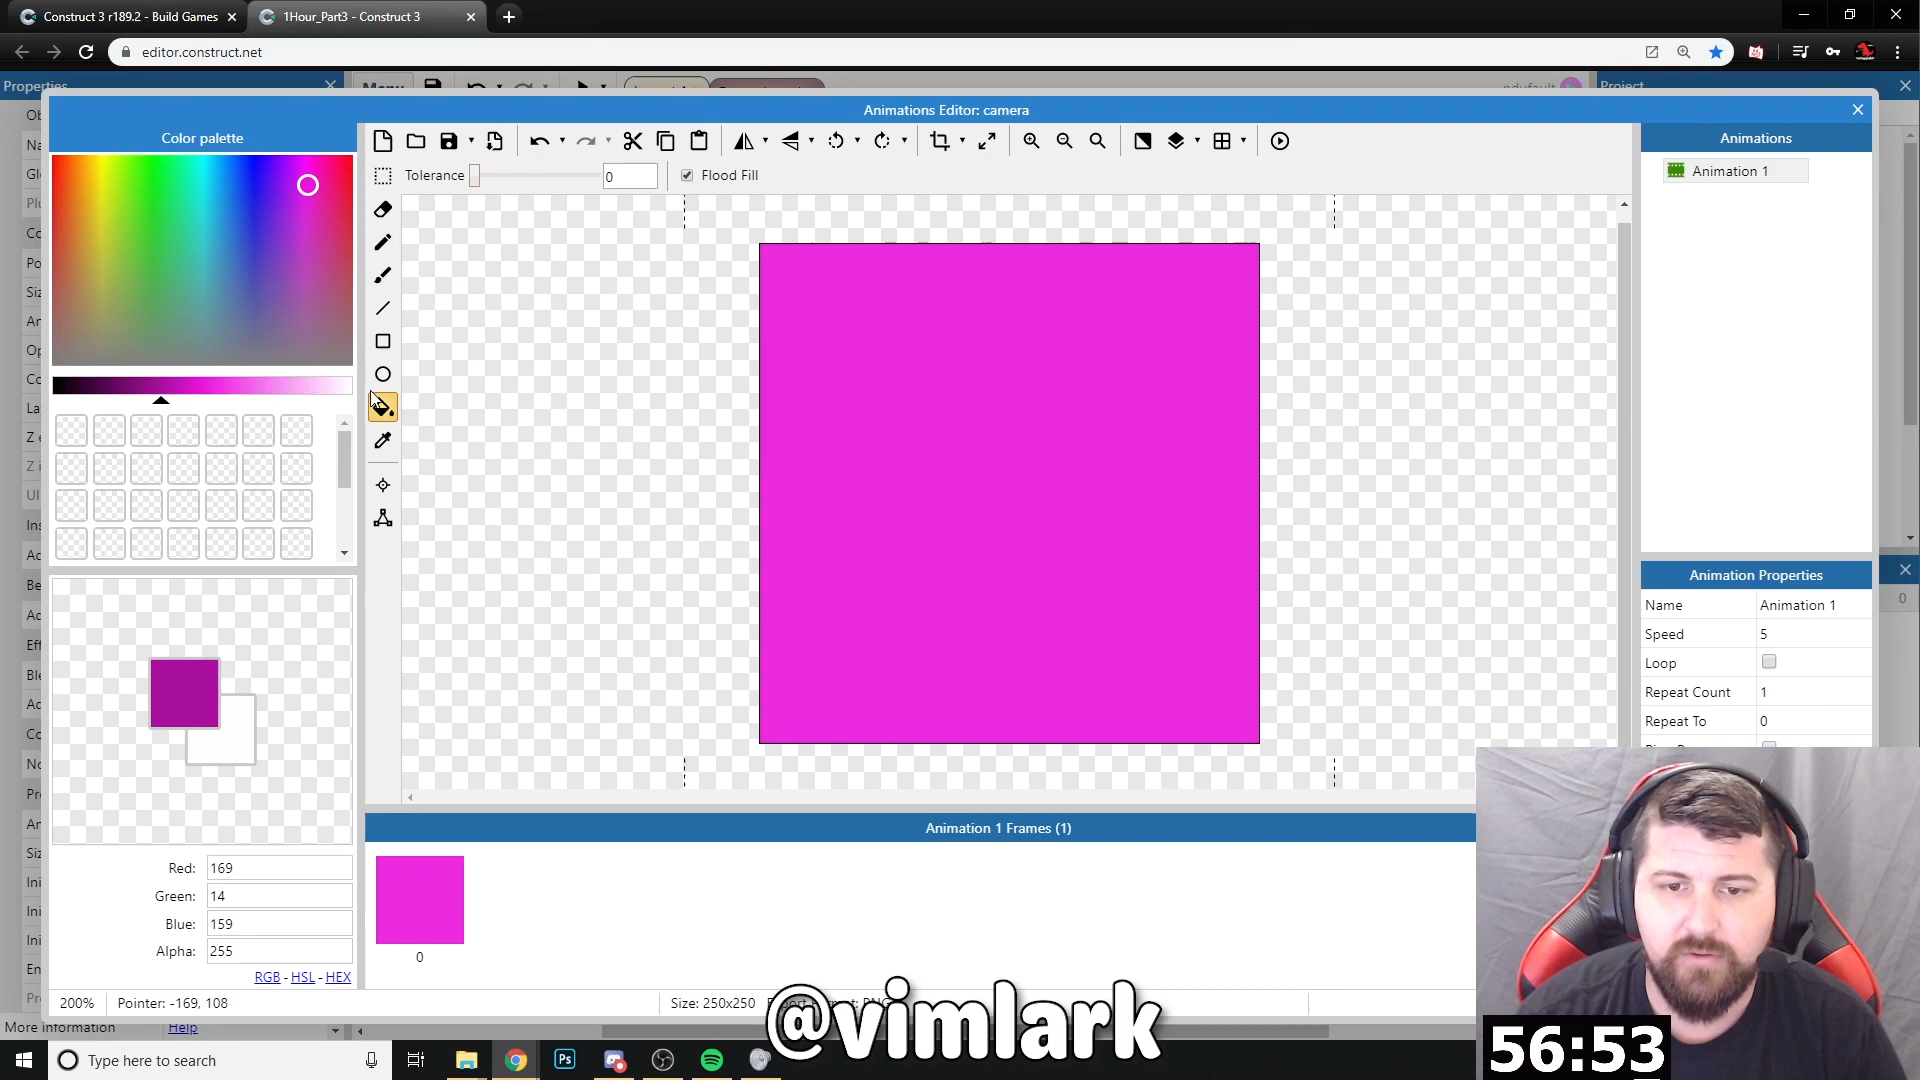 Construct 3 r189.2 - Build Games
1Hour_Part3 - Construct 3
editor.construct.net
Properties
Project
Animations Editor: camera
Color palette
Animations
Tolerance
0
Flood Fill
Animation 1
Animation Properties
Name
Animation 1
Speed
5
Loop
Repeat Count
1
Repeat To
0
Red:
169
Green:
14
Blue:
159
Alpha:
255
RGB - HSL - HEX
Animation 1 Frames (1)
0
200%
Pointer: -169, 108
Size: 250x250
@vimlark
More information
Help
Type here to search
56:53